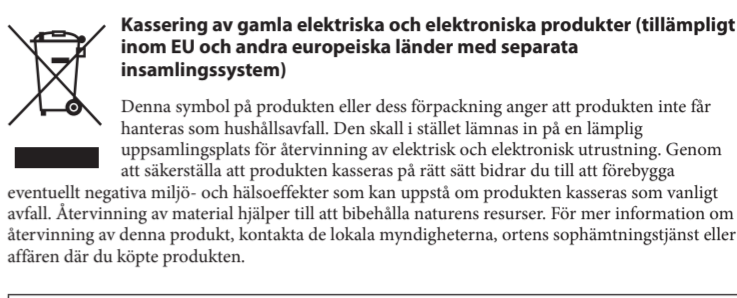 Kassering av gamla elektriska och elektroniska produkter (tillämpligt
inom EU och andra europeiska länder med separata
insamlingssystem)
Denna symbol på produkten eller dess förpackning anger att produkten inte får
hanteras som hushållsavfall. Den skall i stället lämnas in på en lämplig
uppsamlingsplats för återvinning av elektrisk och elektronisk utrustning. Genom
att säkerställa att produkten kasseras på rätt sätt bidrar du till att förebygga
eventuellt negativa miljö- och hälsoeffekter som kan uppstå om produkten kasseras som vanligt
avfall. Återvinning av material hjälper till att bibehålla naturens resurser. För mer information om
återvinning av denna produkt, kontakta de lokala myndigheterna, ortens sophämtningstjänst eller
affären där du köpte produkten.